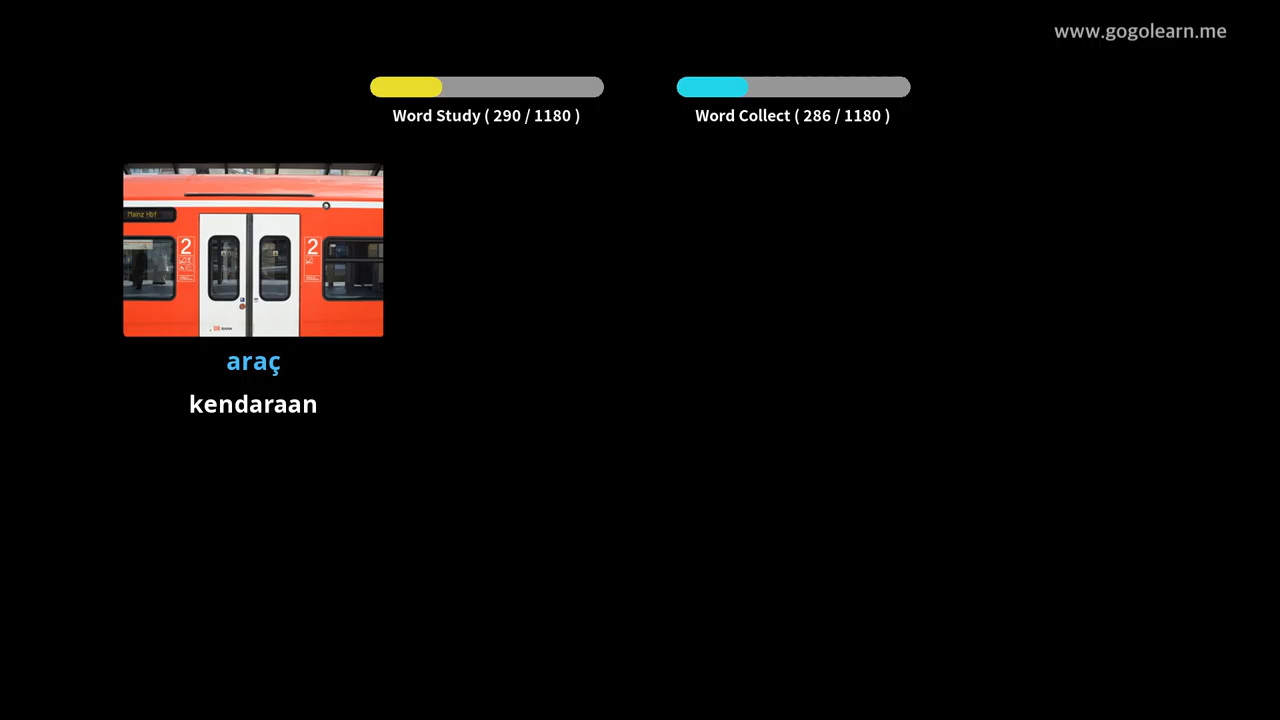 www.gogolearn.me
Word Study ( 290 / 1180 )
Word Collect ( 286 / 1180 )
Mainz Hbf
2
2
araç
kendaraan